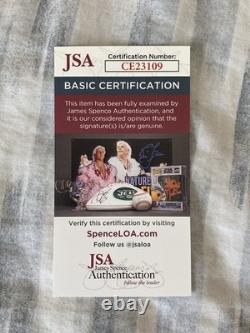 JSA
Certification Number:
CE23109
BASIC CERTIFICATION
This item has been fully examined by
James Spence Authentication, and
it is our considered opinion that the
signature(s) is/are genuine.
NATURE
JETS
Verify this certification by visiting
SpenceLOA.com
Follow us @jsaloa
JSA
James Spence
Authentication
follow the leader